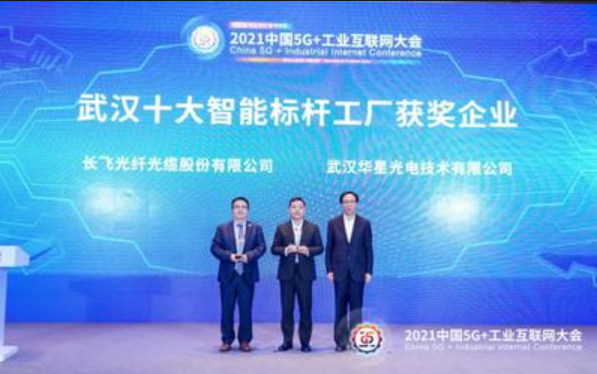 2021中国5G+工业互联网大会
China 5G + Industrial Internet Conference
武汉十大智能标杆工厂获奖企业
长飞光纤光缆股份有限公司
武汉华星光电技术有限公司
2021中国5G+工业互联网大会
China 5G + Industrial Internet Conference